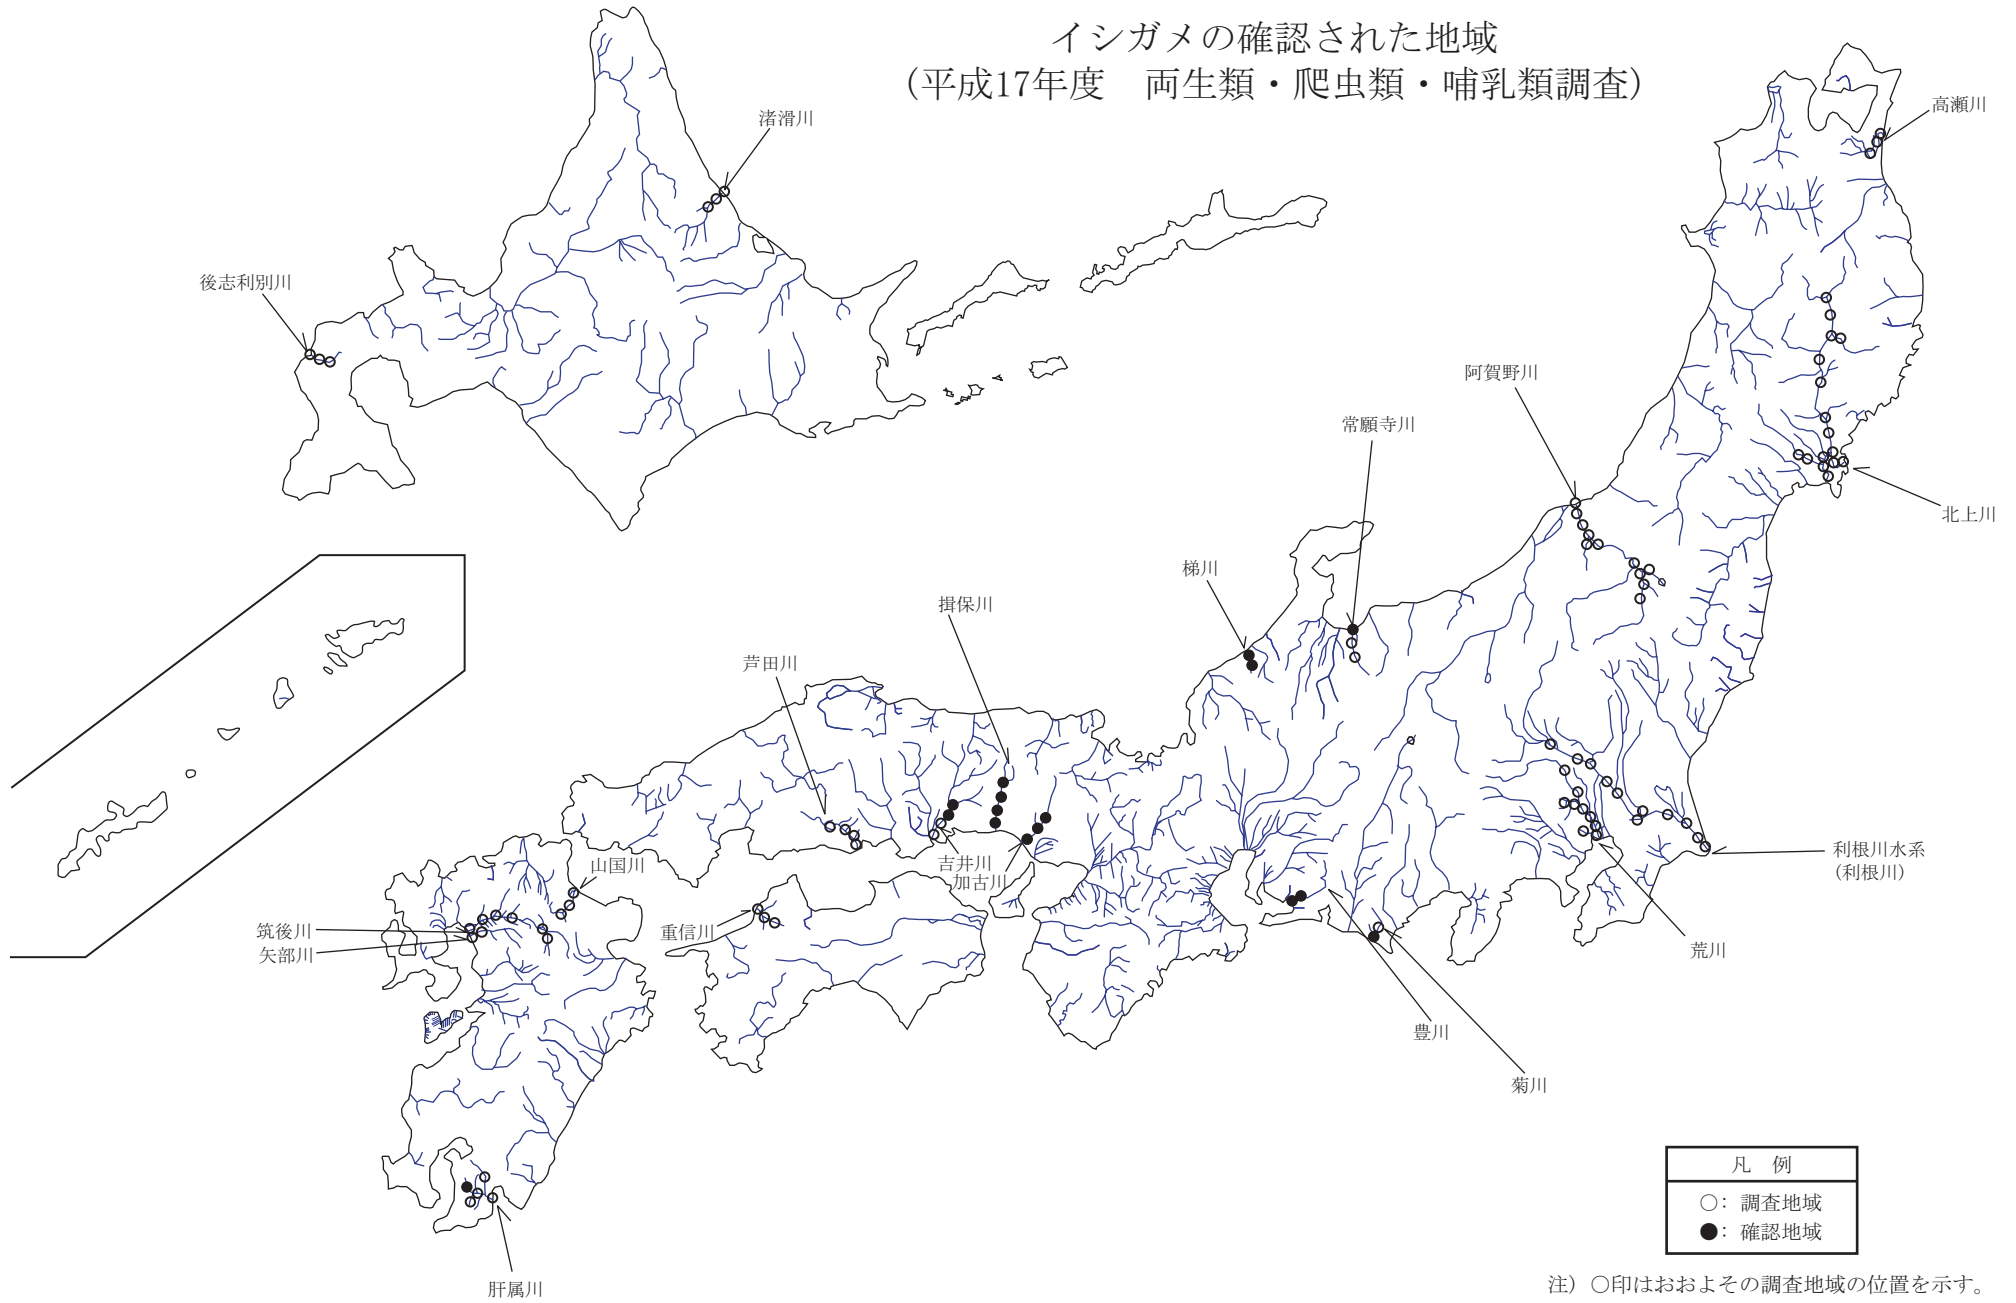 イシガメの確認された地域
(平成17年度　両生類・爬虫類・哺乳類調査)
渚滑川
高瀬川
後志利別川
阿賀野川
常願寺川
北上川
梯川
揖保川
芦田川
吉井川
加古川
山国川
利根川水系
(利根川)
筑後川
矢部川
重信川
荒川
豊川
菊川
肝属川
凡　例
○：調査地域
●：確認地域
注）○印はおおよその調査地域の位置を示す。